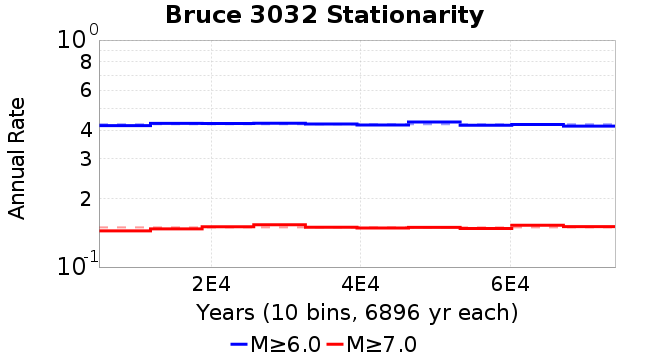 Bruce 3032 Stationarity
10^0
8
6
4
3
2
10^-1
Annual Rate
2E4 4E4 6E4
Years (10 bins, 6896 yr each)
M≥6.0 M≥7.0